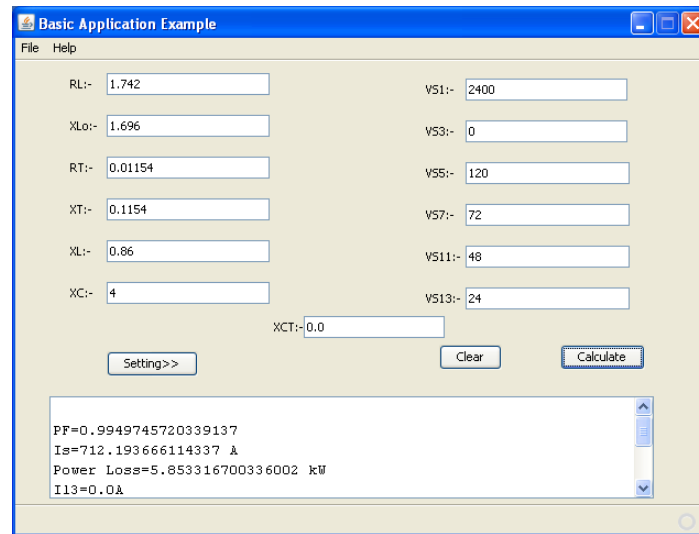 Basic Application Example
File Help
RL:- 1.742
VS1:- 2400
XLo:- 1.696
VS3:- 0
RT:- 0.01154
VS5:- 120
XT:- 0.1154
VS7:- 72
XL:- 0.86
VS11:- 48
XC:- 4
VS13:- 24
XCT:- 0.0
Setting>>
Clear
Calculate
PF=0.9949745720339137
Is=712.193666114337 A
Power Loss=5.853316700336002 kW
Il3=0.0A